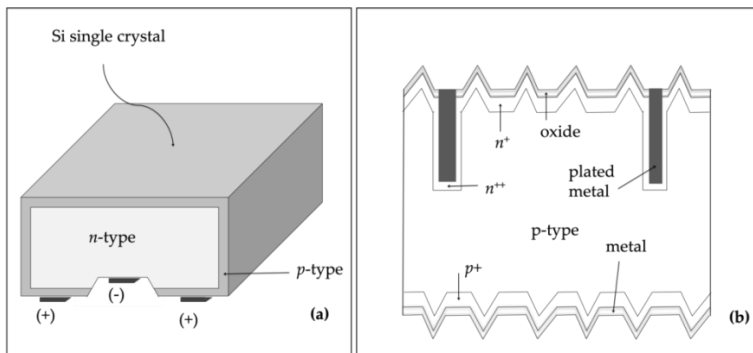 Si single crystal
n-type
p-type
(-)
(+)
(+)
(a)
oxide
n+
plated
metal
n++
p-type
metal
p+
(b)